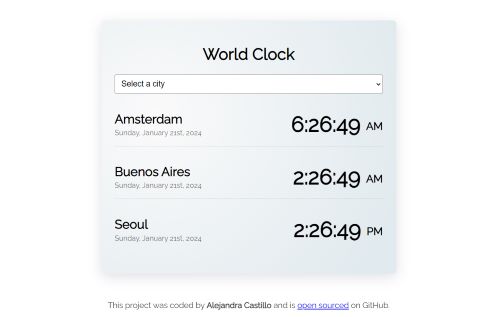 World Clock
Select a city
Amsterdam
6:26:49 AM
Sunday, January 21st, 2024
Buenos Aires
2:26:49 AM
Sunday, January 21st, 2024
Seoul
2:26:49 PM
Sunday, January 21st, 2024
This project was coded by Alejandra Castillo and is open sourced on GitHub.